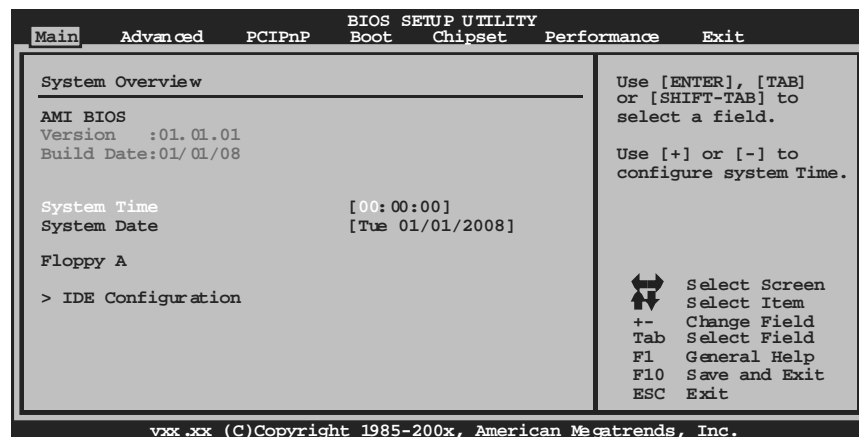 BIOS SETUP UTILITY
Main Advanced PCIPnP Boot Chipset Performance Exit
System Overview
AMI BIOS
Version :01.01.01
Build Date:01/01/08
System Time [00:00:00]
System Date [Tue 01/01/2008]
Floppy A
> IDE Configuration
Use [ENTER], [TAB]
or [SHIFT-TAB] to
select a field.
Use [+] or [-] to
configure system Time.
Select Screen
Select Item
+- Change Field
Tab Select Field
F1 General Help
F10 Save and Exit
ESC Exit
vxx.xx (C)Copyright 1985-200x, American Megatrends, Inc.